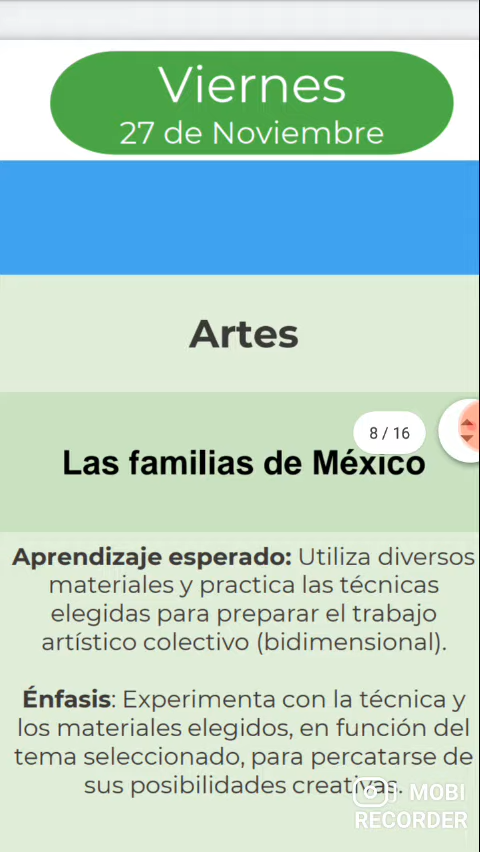 Viernes
27 de Noviembre
Artes
8 / 16
Las familias de México
Aprendizaje esperado: Utiliza diversos
materiales y practica las técnicas
elegidas para preparar el trabajo
artístico colectivo (bidimensional).
Énfasis: Experimenta con la técnica y
los materiales elegidos, en función del
tema seleccionado, para percatarse de
sus posibilidades creativas.
MOBI
RECORDER